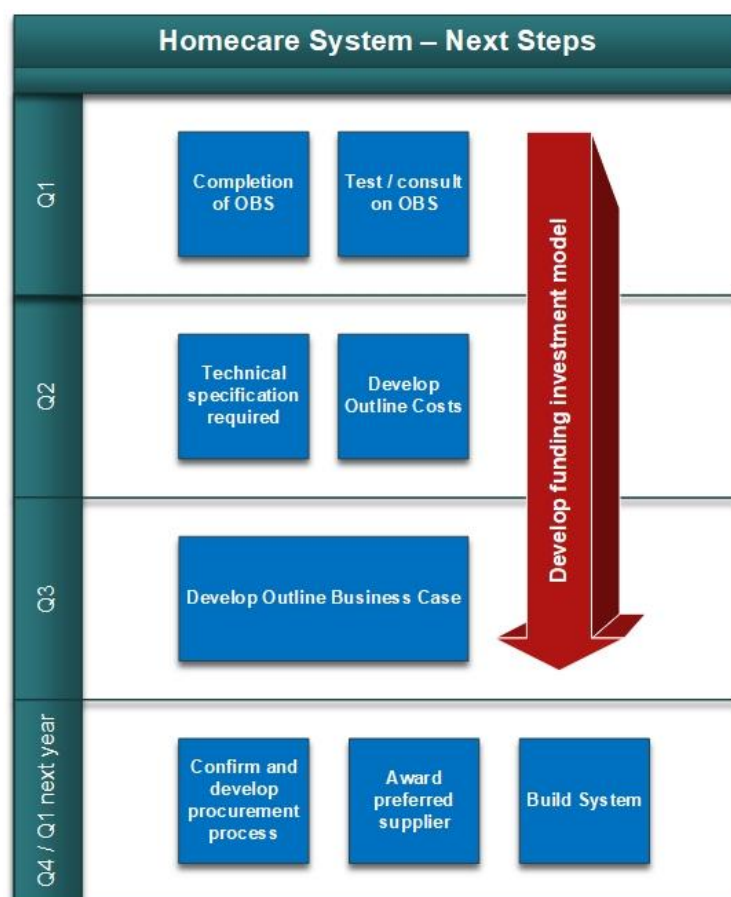 Homecare System – Next Steps
Q1
Completion
of OBS
Test / consult
on OBS
Develop funding investment model
Q2
Technical
specification
required
Develop
Outline Costs
Q3
Develop Outline Business Case
Q4 / Q1 next year
Confirm and
develop
procurement
process
Award
preferred
supplier
Build System